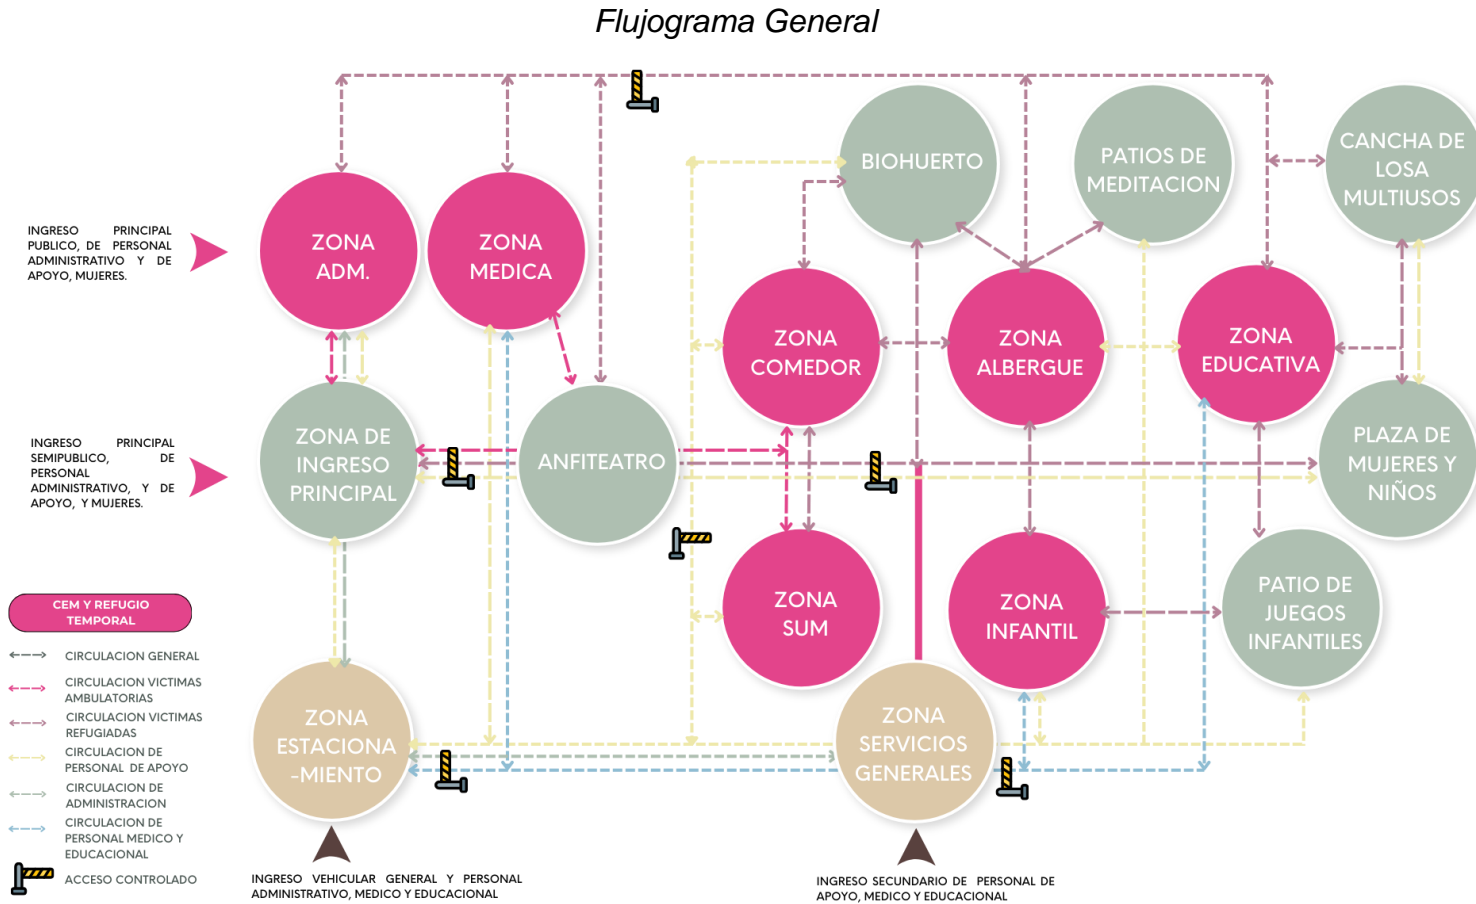 Flujograma General
BIOHUERTO
PATIOS DE
MEDITACION
CANCHA DE
LOSA
MULTIUSOS
INGRESO PRINCIPAL
PUBLICO, DE PERSONAL
ADMINISTRATIVO Y DE
APOYO, MUJERES.
ZONA
ADM.
ZONA
MEDICA
ZONA
COMEDOR
ZONA
ALBERGUE
ZONA
EDUCATIVA
INGRESO PRINCIPAL
SEMIPUBLICO, DE
PERSONAL
ADMINISTRATIVO, Y DE
APOYO, Y MUJERES.
ZONA DE
INGRESO
PRINCIPAL
ANFITEATRO
PLAZA DE
MUJERES Y
NIÑOS
ZONA
SUM
ZONA
INFANTIL
PATIO DE
JUEGOS
INFANTILES
CEM Y REFUGIO
TEMPORAL
CIRCULACION GENERAL
CIRCULACION VICTIMAS
AMBULATORIAS
CIRCULACION VICTIMAS
REFUGIADAS
CIRCULACION DE
PERSONAL DE APOYO
CIRCULACION DE
ADMINISTRACION
CIRCULACION DE
PERSONAL MEDICO Y
EDUCACIONAL
ACCESO CONTROLADO
ZONA
ESTACIONA
-MIENTO
ZONA
SERVICIOS
GENERALES
INGRESO VEHICULAR GENERAL Y PERSONAL
ADMINISTRATIVO, MEDICO Y EDUCACIONAL
INGRESO SECUNDARIO DE PERSONAL DE
APOYO, MEDICO Y EDUCACIONAL